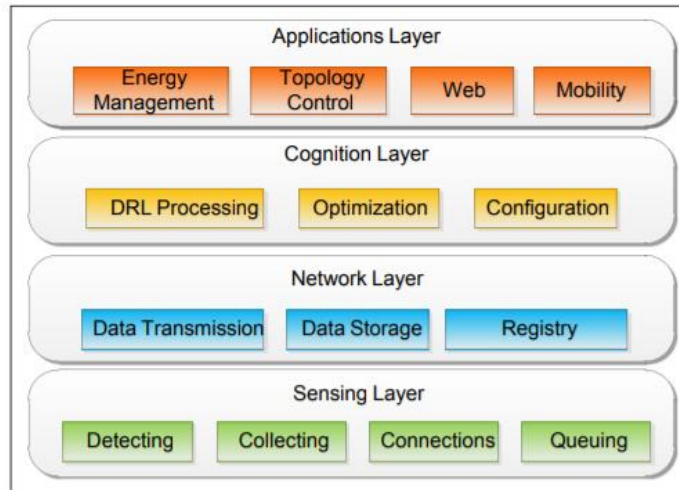 Applications Layer
Energy
Management
Topology
Control
Web
Mobility
Cognition Layer
DRL Processing
Optimization
Configuration
Network Layer
Data Transmission
Data Storage
Registry
Sensing Layer
Detecting
Collecting
Connections
Queuing